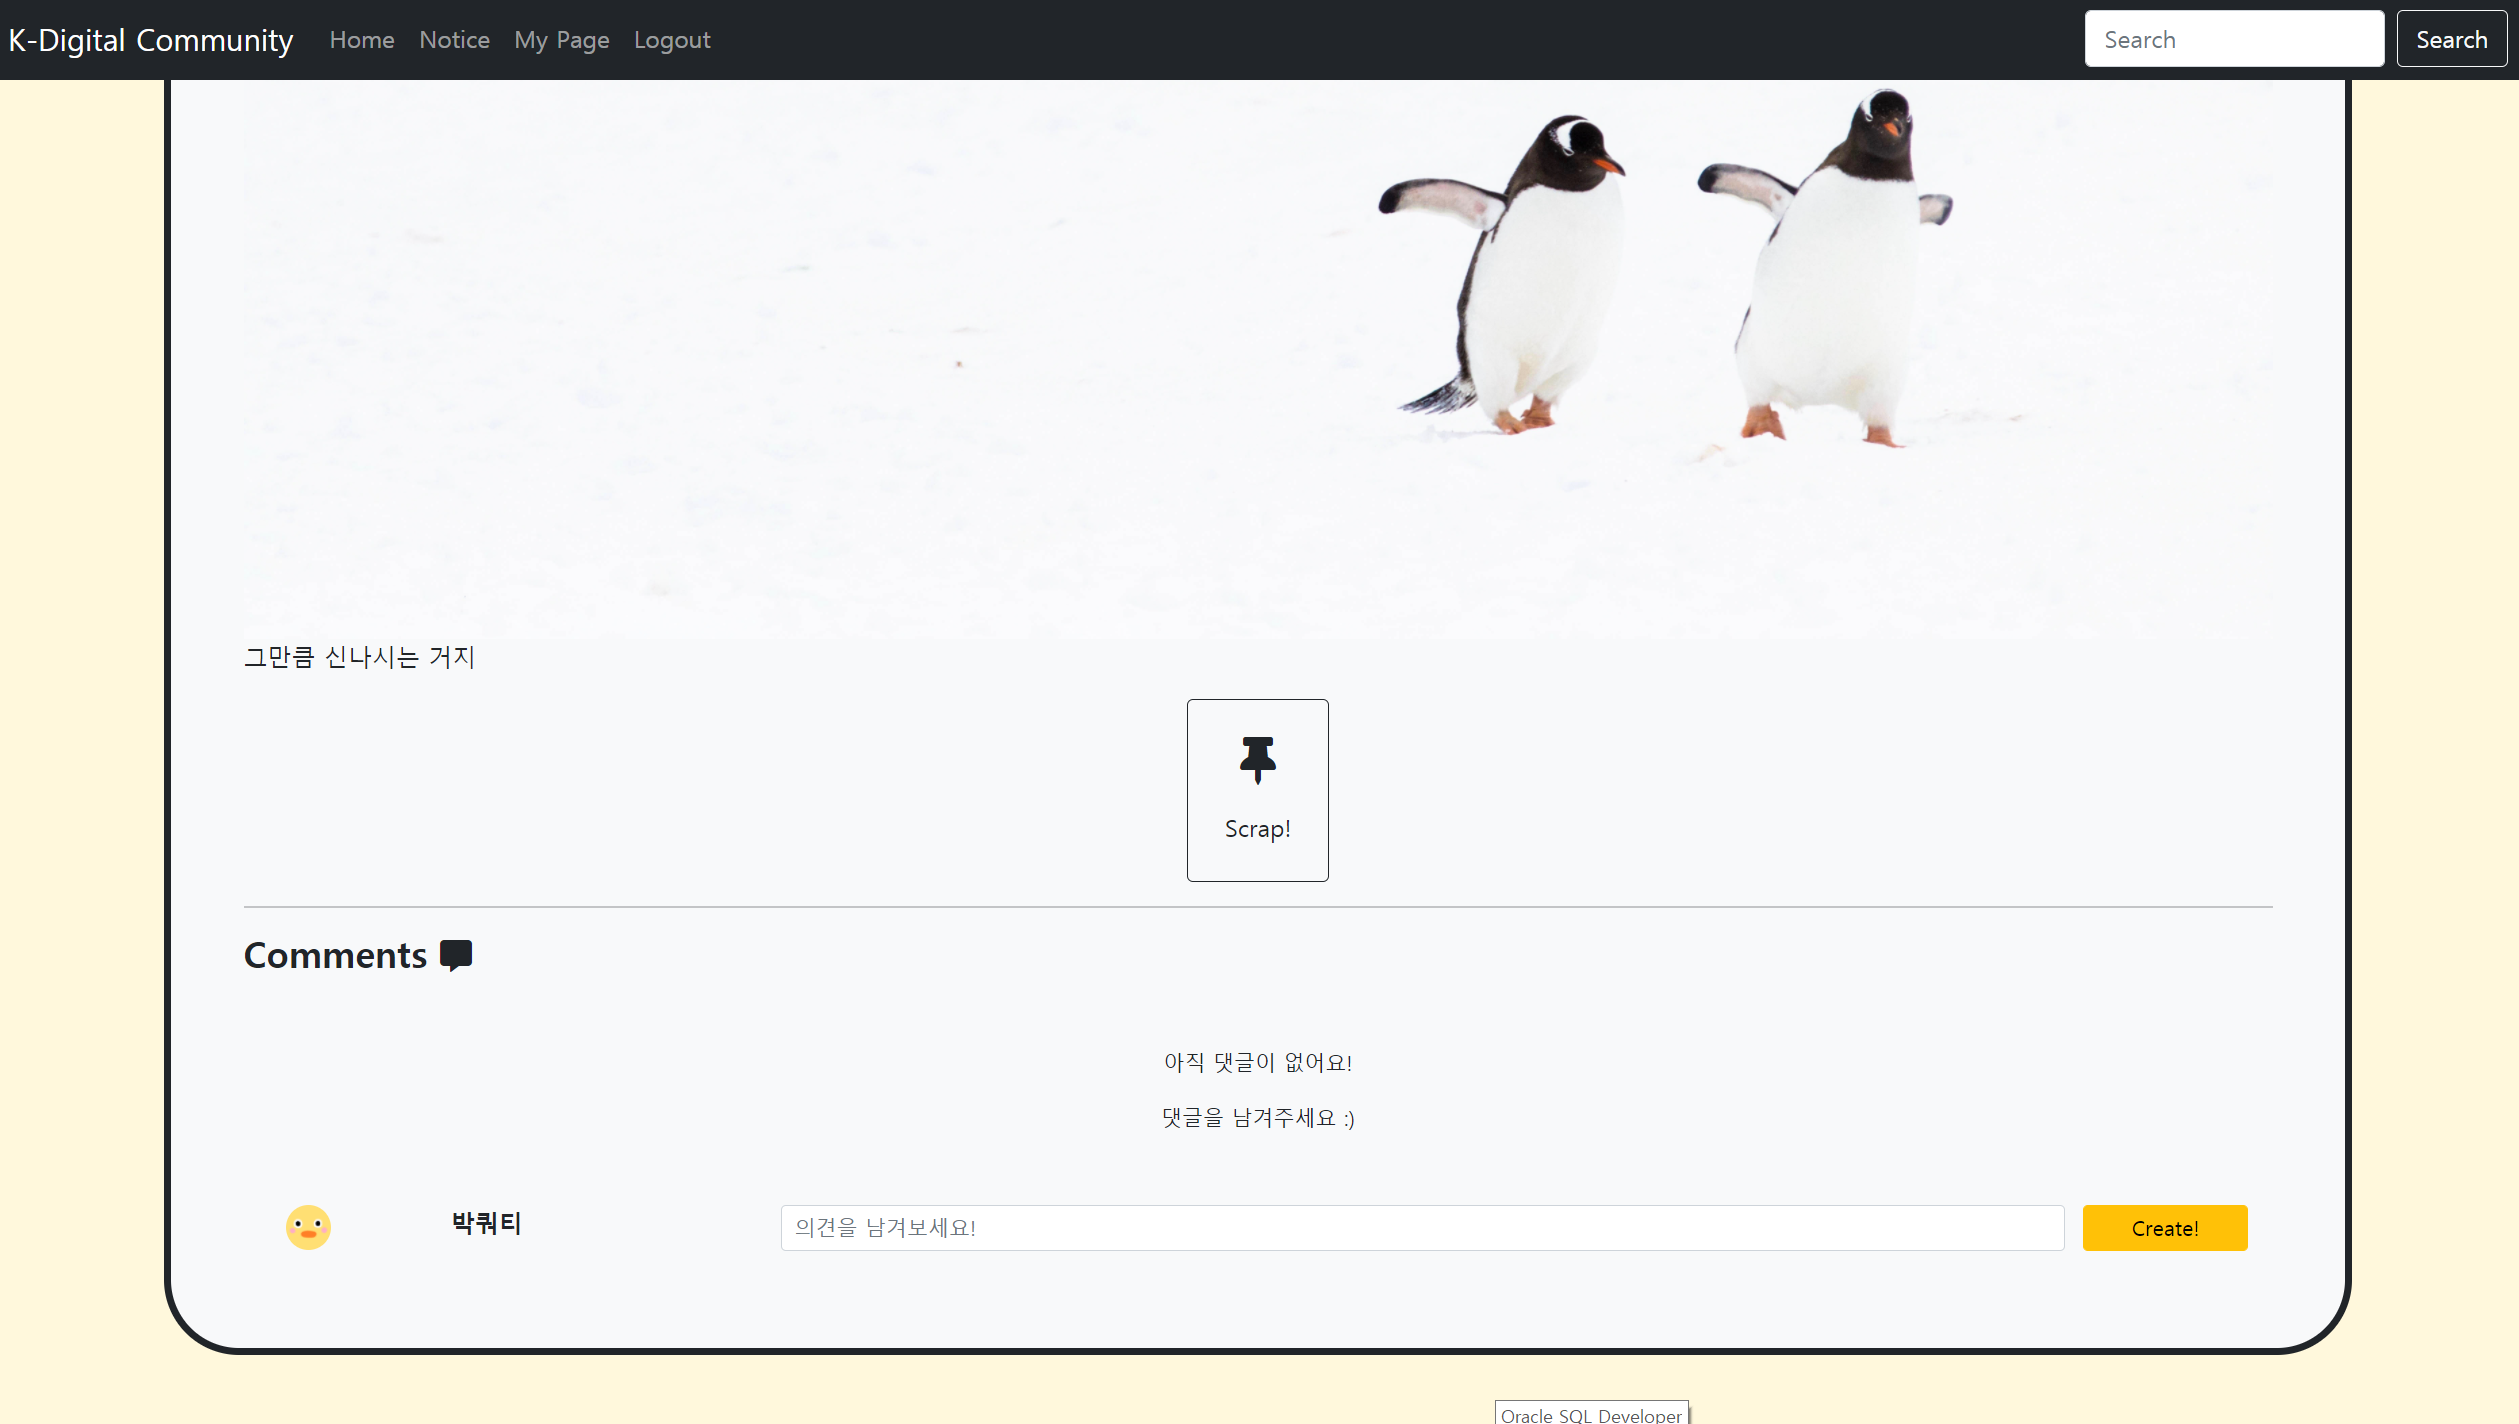 K-Digital Community Home Notice My Page Logout Search Search
그만큼 신나시는 거지
Scrap!
Comments
아직 댓글이 없어요!
댓글을 남겨주세요 :)
박쿼티 의견을 남겨보세요! Create!
Oracle SQL Developer